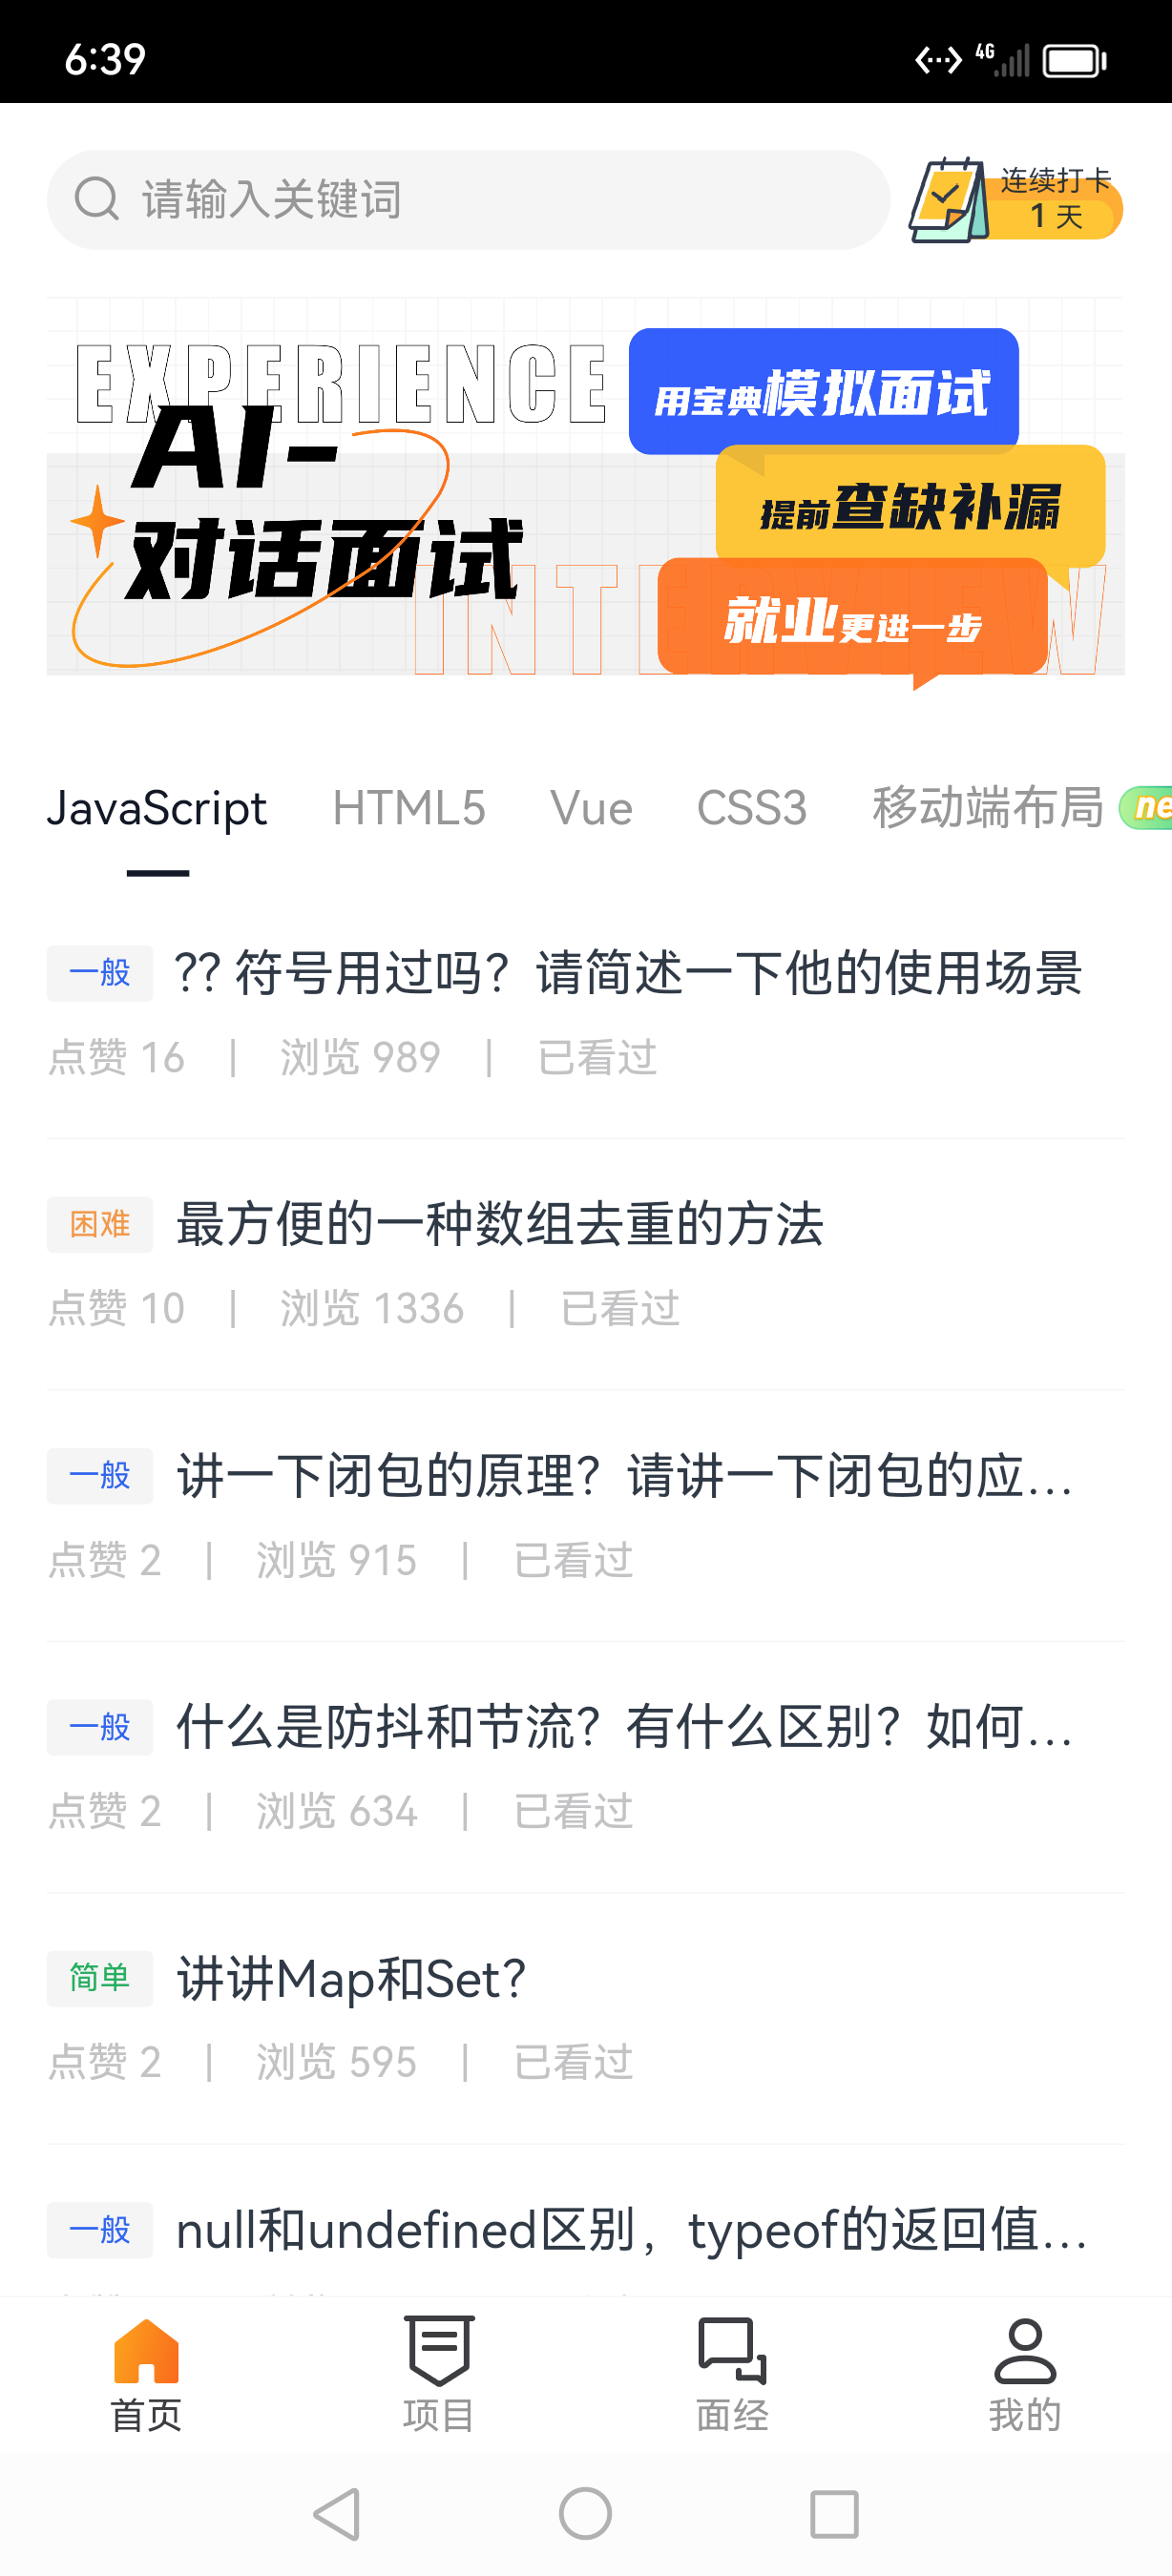 6:39
4G
请输入关键词
连续打卡
1 天
EXPERIENCE
AI-
对话面试
用宝典模拟面试
提前查缺补漏
就业更进一步
JavaScript HTML5 Vue CSS3 移动端布局 ne
一般 ?? 符号用过吗？请简述一下他的使用场景
点赞 16 | 浏览 989 | 已看过
困难 最方便的一种数组去重的方法
点赞 10 | 浏览 1336 | 已看过
一般 讲一下闭包的原理？请讲一下闭包的应...
点赞 2 | 浏览 915 | 已看过
一般 什么是防抖和节流？有什么区别？如何...
点赞 2 | 浏览 634 | 已看过
简单 讲讲Map和Set？
点赞 2 | 浏览 595 | 已看过
一般 null和undefined区别，typeof的返回值...
首页 项目 面经 我的